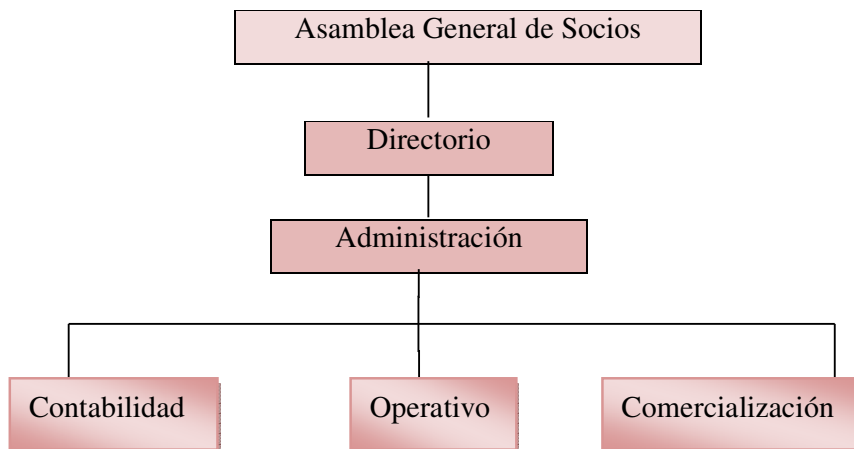 Asamblea General de Socios
Directorio
Administración
Contabilidad
Operativo
Comercialización